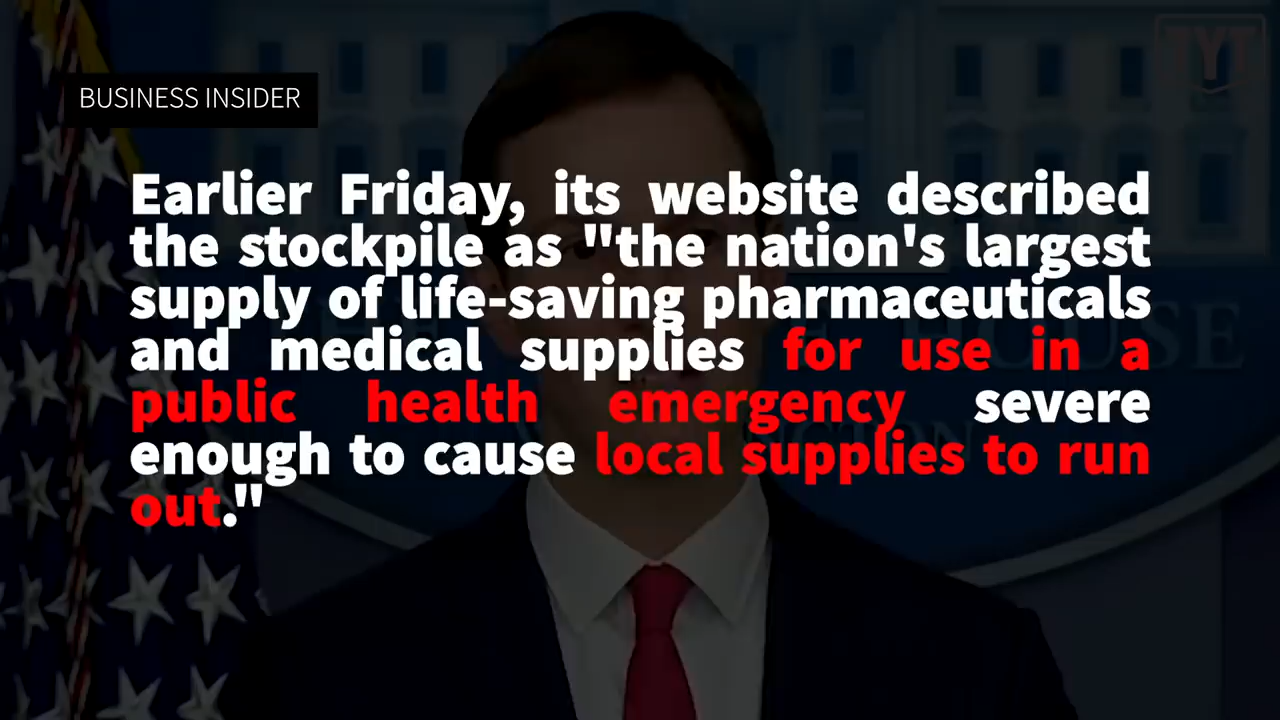 TYT
BUSINESS INSIDER
Earlier Friday, its website described
the stockpile as "the nation's largest
supply of life-saving pharmaceuticals
and medical supplies for use in a
public health emergency severe
enough to cause local supplies to run
out."